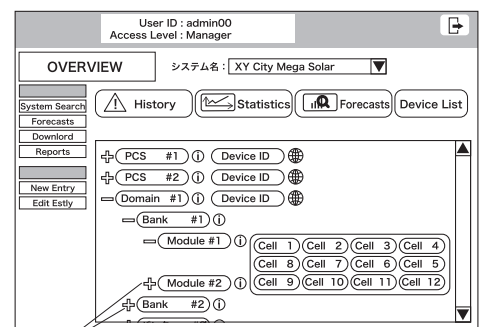 User ID : admin00
Access Level : Manager
OVERVIEW
システム名 : XY City Mega Solar
System Search
Forecasts
Downlord
Reports
New Entry
Edit Estly
History
Statistics
Forecasts
Device List
PCS #1 i Device ID
PCS #2 i Device ID
Domain #1 i Device ID
Bank #1 i
Module #1 i
Cell 1 Cell 2 Cell 3 Cell 4
Cell 8 Cell 7 Cell 6 Cell 5
Cell 9 Cell 10 Cell 11 Cell 12
Module #2 i
Bank #2 i